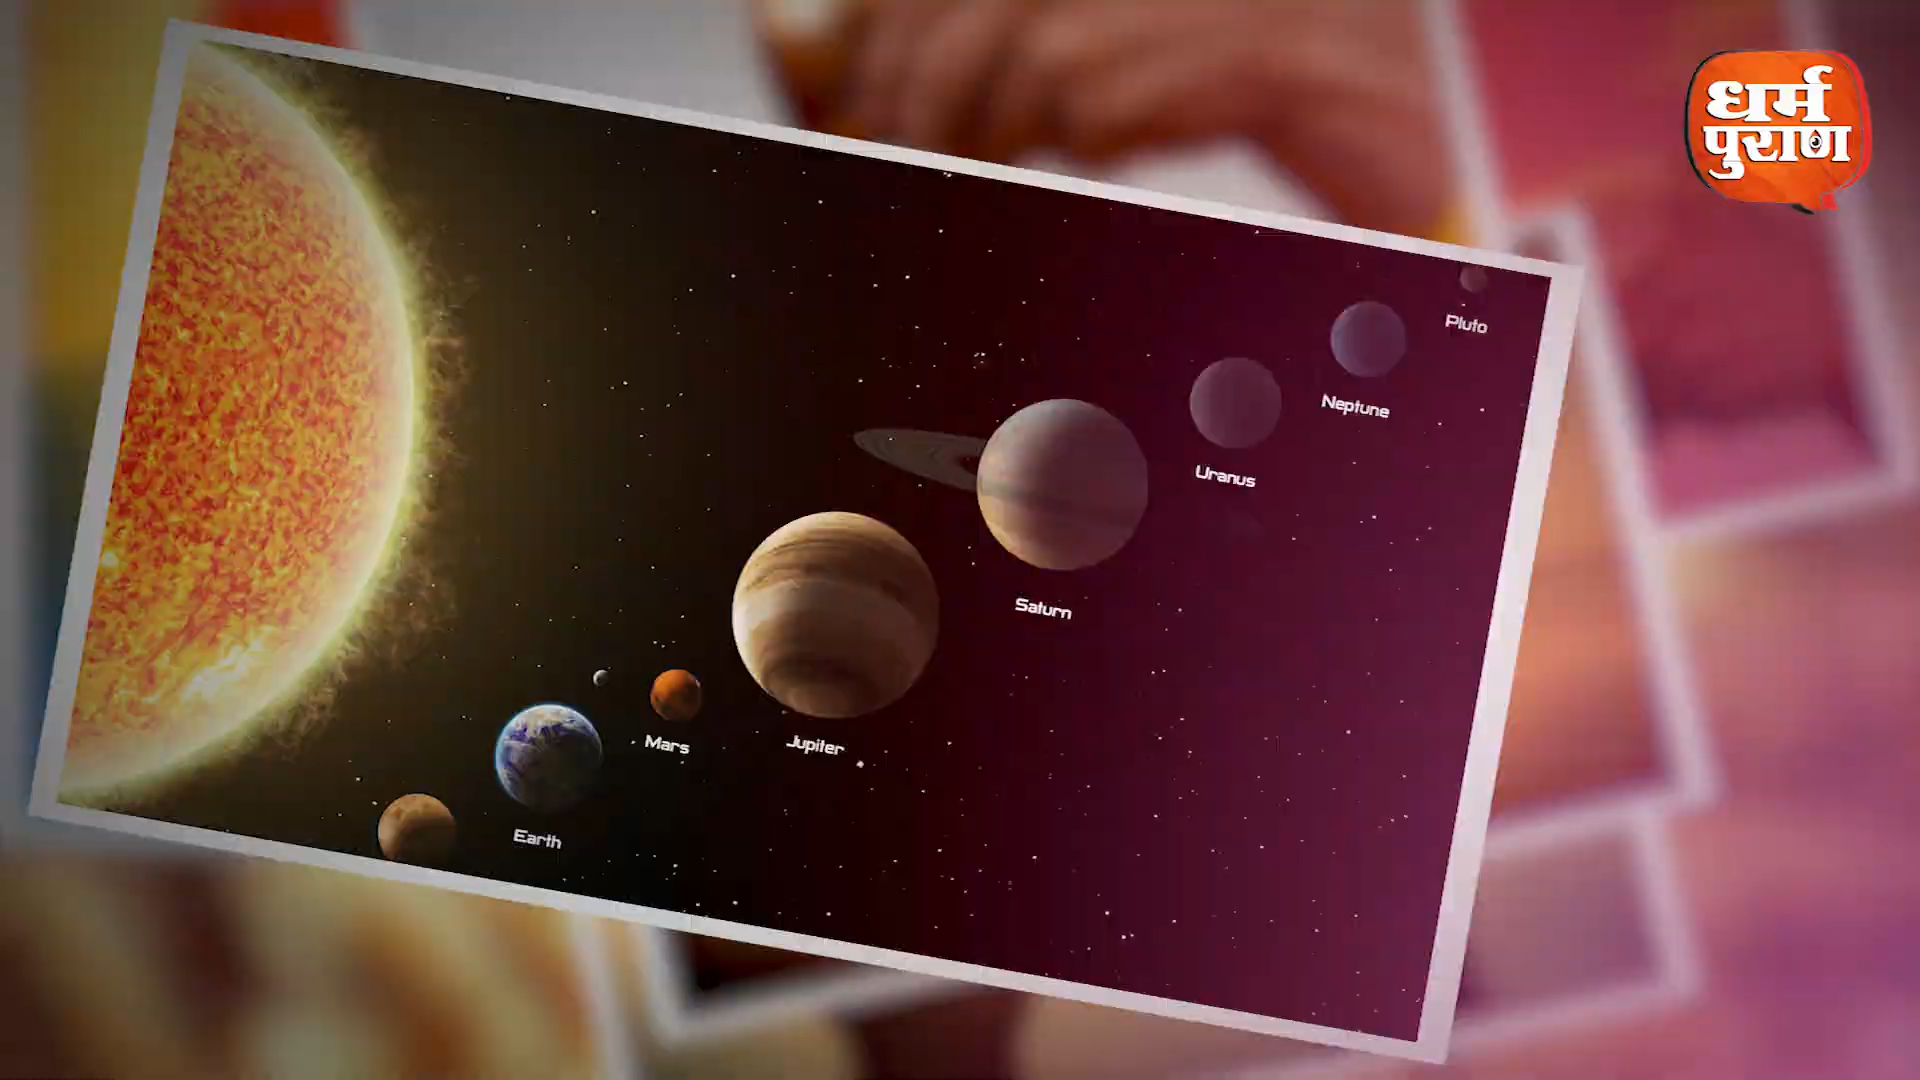 धर्म
पुराण
Pluto
Neptune
Uranus
Saturn
Mars
Jupiter
Earth